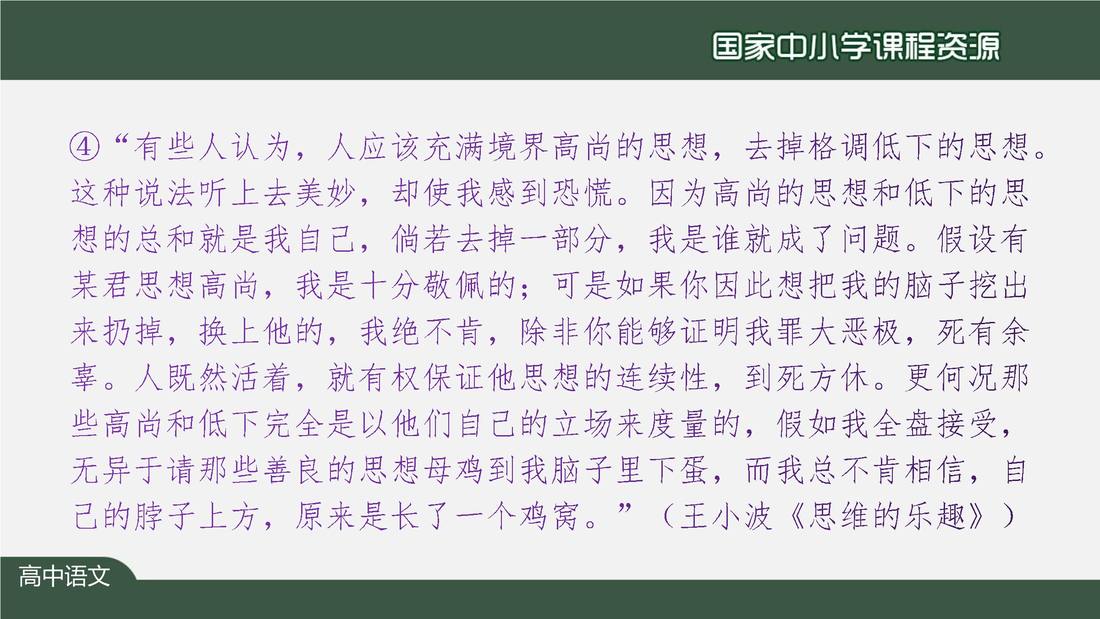 国家中小学课程资源
④“有些人认为，人应该充满境界高尚的思想，去掉格调低下的思想。
这种说法听上去美妙，却使我感到恐慌。因为高尚的思想和低下的思
想的总和就是我自己，倘若去掉一部分，我是谁就成了问题。假设有
某君思想高尚，我是十分敬佩的；可是如果你因此想把我的脑子挖出
来扔掉，换上他的，我绝不肯，除非你能够证明我罪大恶极，死有余
辜。人既然活着，就有权保证他思想的连续性，到死方休。更何况那
些高尚和低下完全是以他们自己的立场来度量的，假如我全盘接受，
无异于请那些善良的思想母鸡到我脑子里下蛋，而我总不肯相信，自
己的脖子上方，原来是长了一个鸡窝。”（王小波《思维的乐趣》）
高中语文